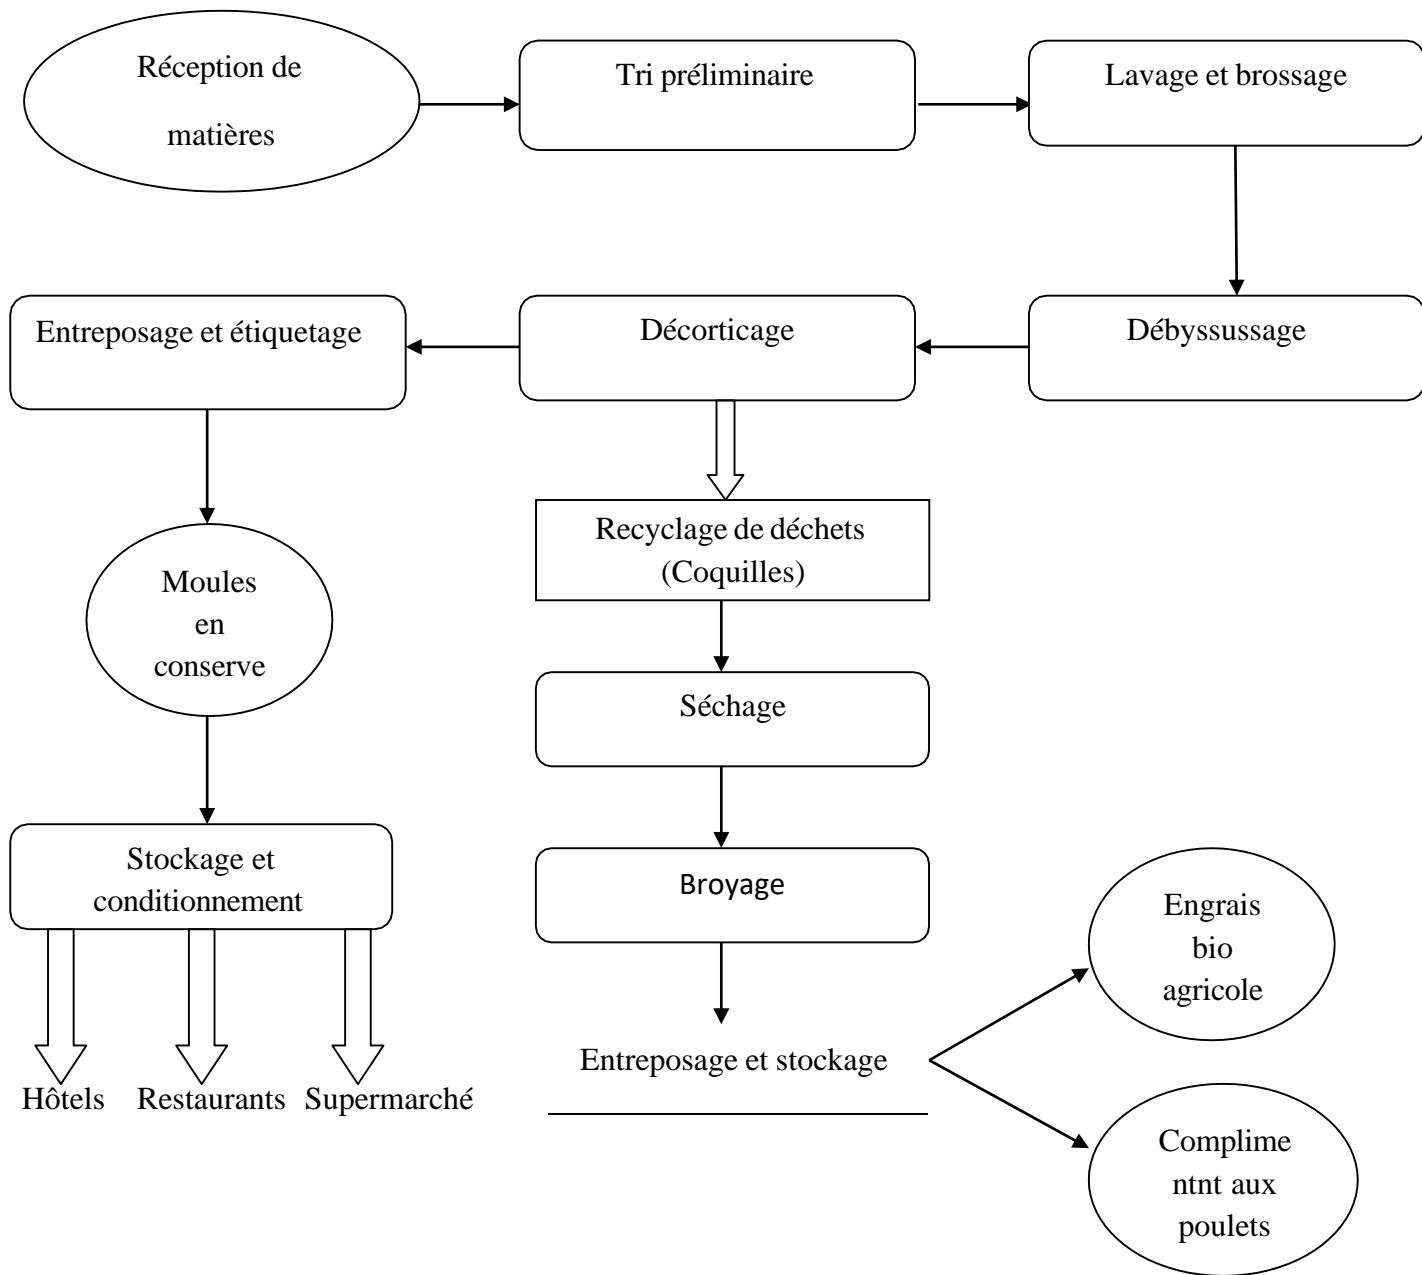 Réception de
matières
Tri préliminaire
Lavage et brossage
Entreposage et étiquetage
Décorticage
Débyssussage
Recyclage de déchets
(Coquilles)
Moules
en
conserve
Séchage
Stockage et
conditionnement
Broyage
Engrais
bio
agricole
Entreposage et stockage
Hôtels
Restaurants
Supermarché
Complime
ntnt aux
poulets